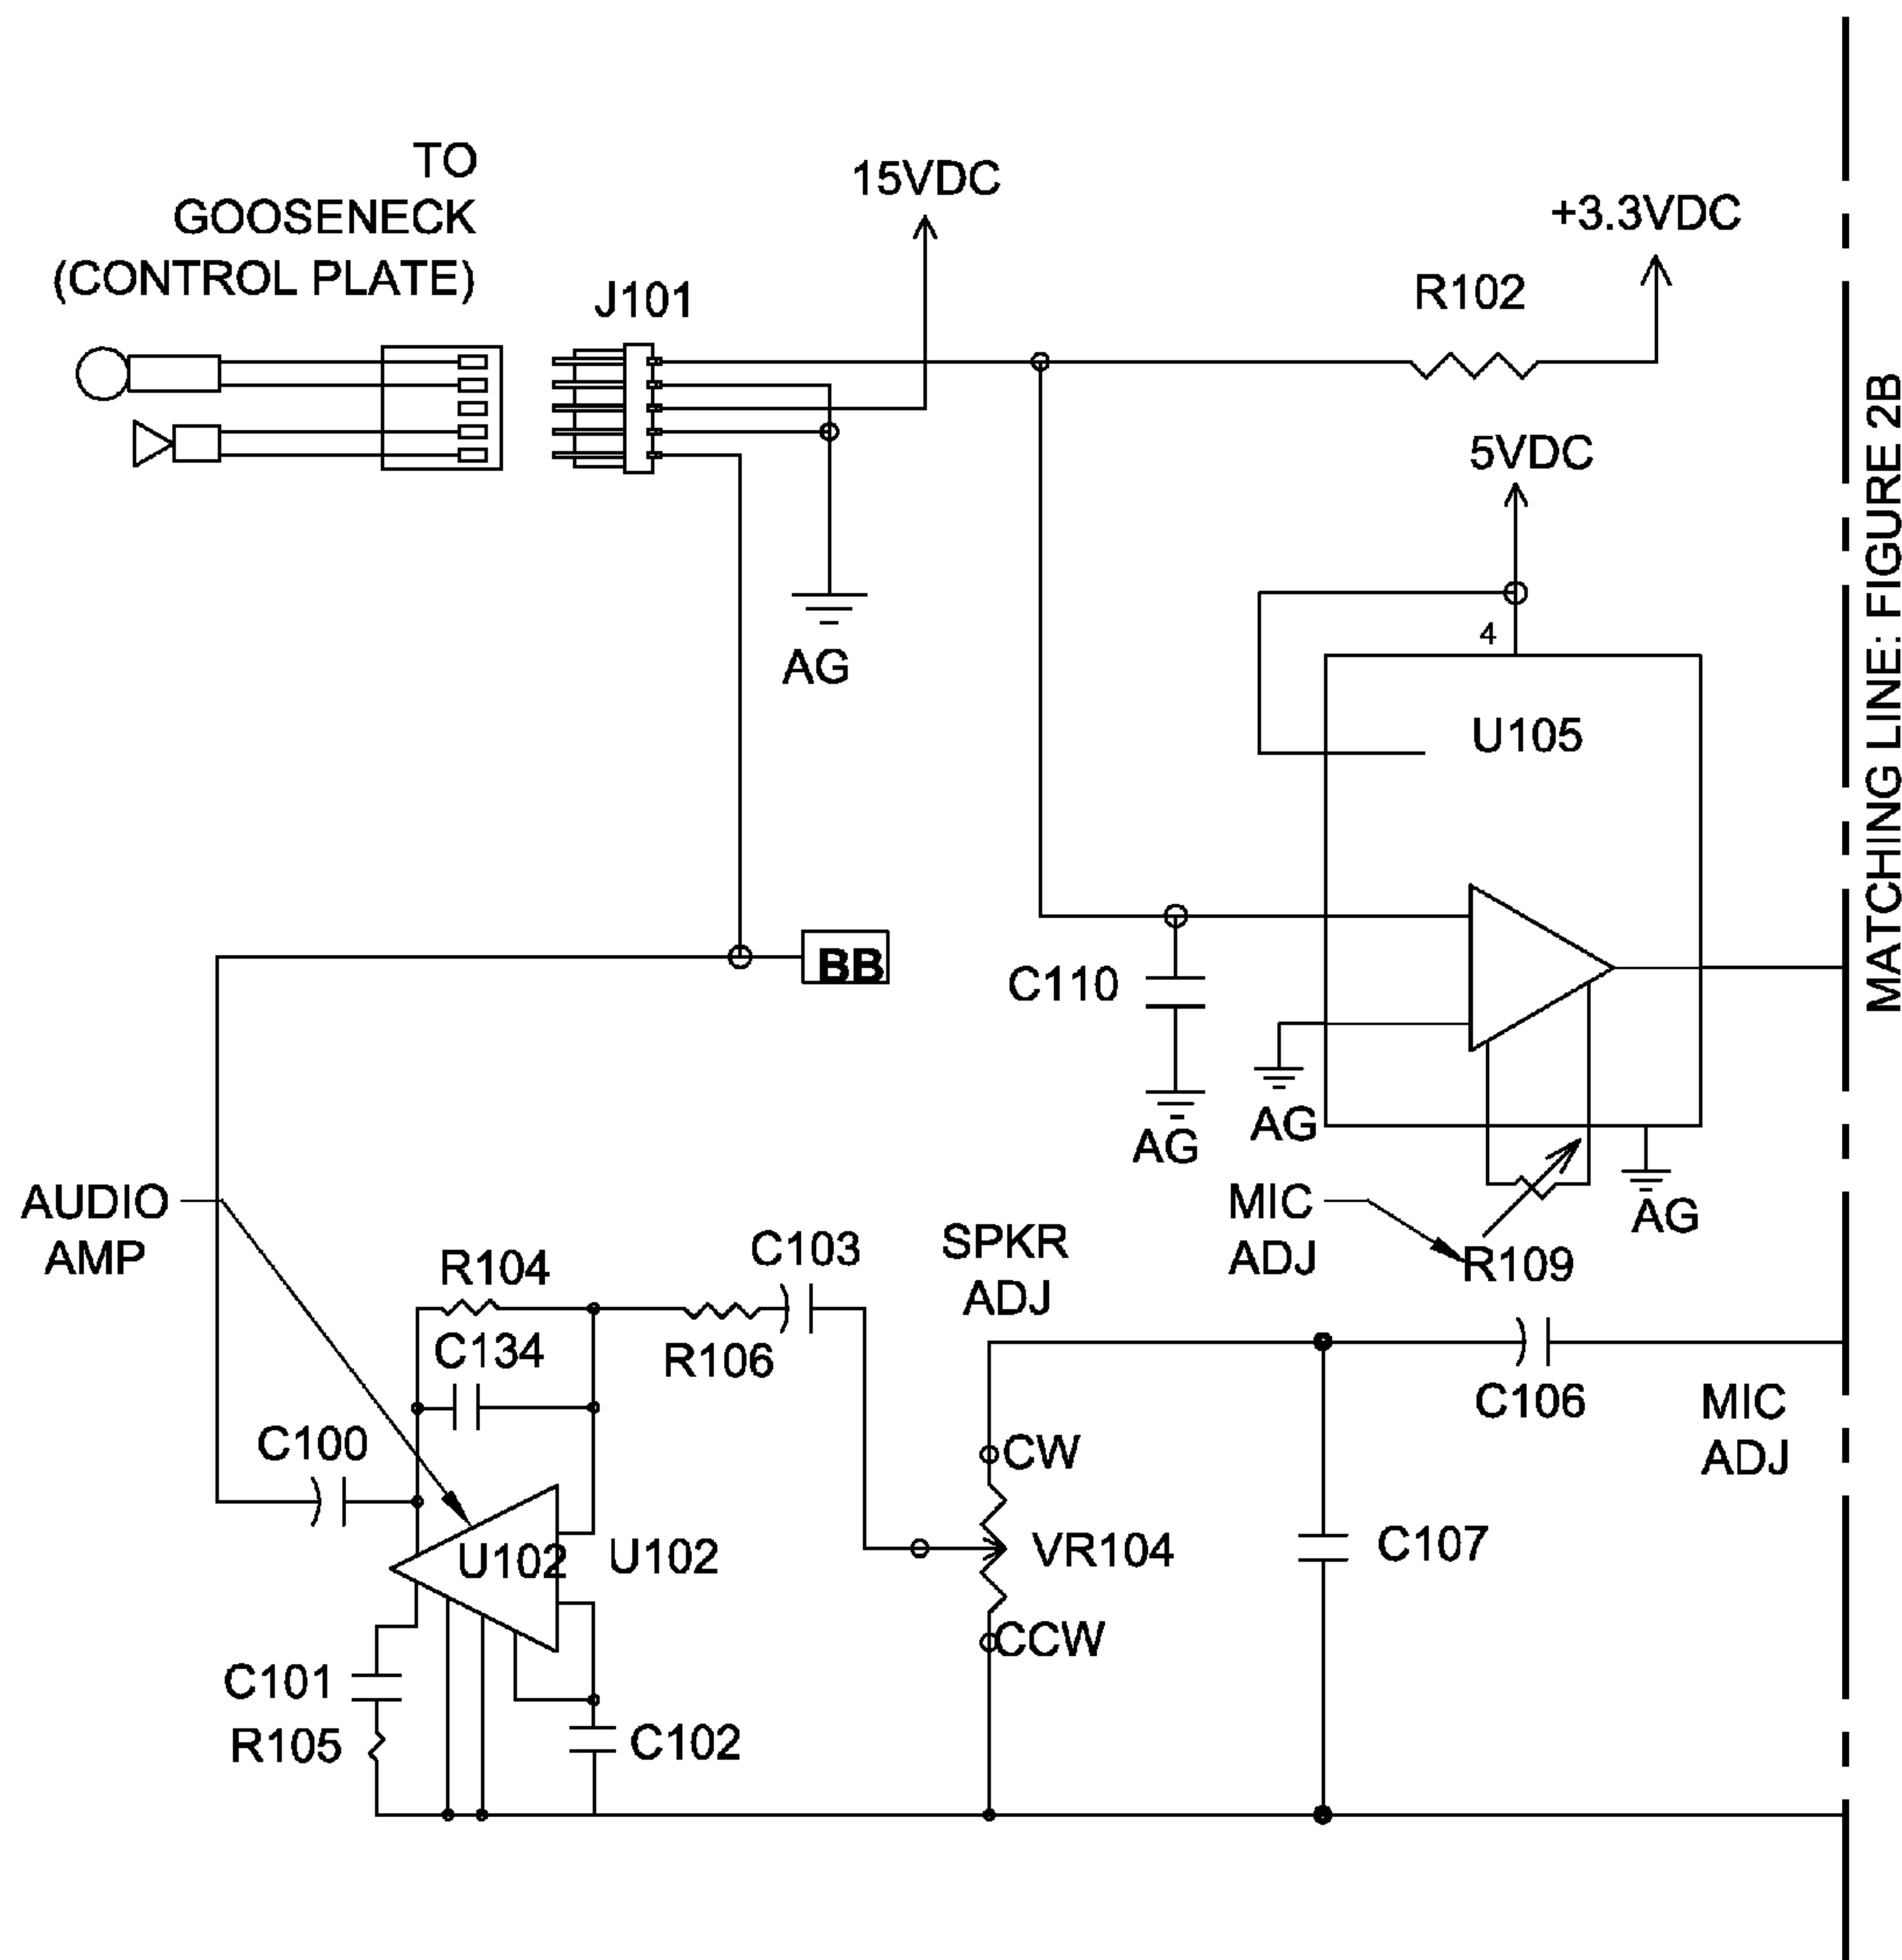 TO
GOOSENECK
(CONTROL PLATE)
J101
15VDC
+3.3VDC
R102
5VDC
4
U105
AG
MATCHING LINE: FIGURE 2B
BB
C110
AG
AG
AG
MIC
ADJ
R109
AUDIO
AMP
R104
C103
SPKR
ADJ
C134
R106
C106
MIC
ADJ
C100
CW
U102
U102
VR104
C107
CCW
C101
R105
C102